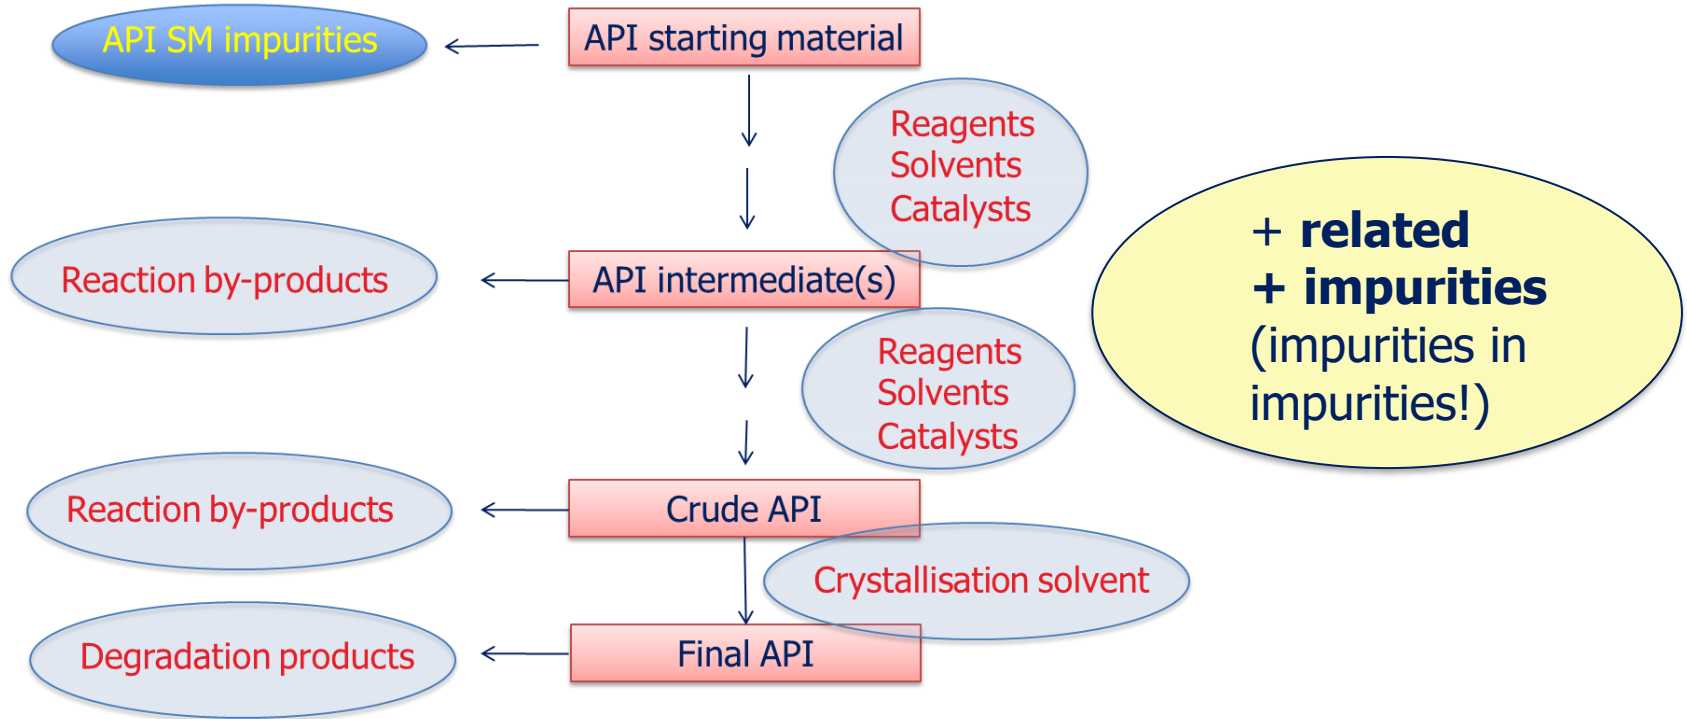 API SM impurities
API starting material
Reagents
Solvents
Catalysts
+ related
+ impurities
(impurities in
impurities!)
Reaction by-products
API intermediate(s)
Reagents
Solvents
Catalysts
Reaction by-products
Crude API
Crystallisation solvent
Degradation products
Final API